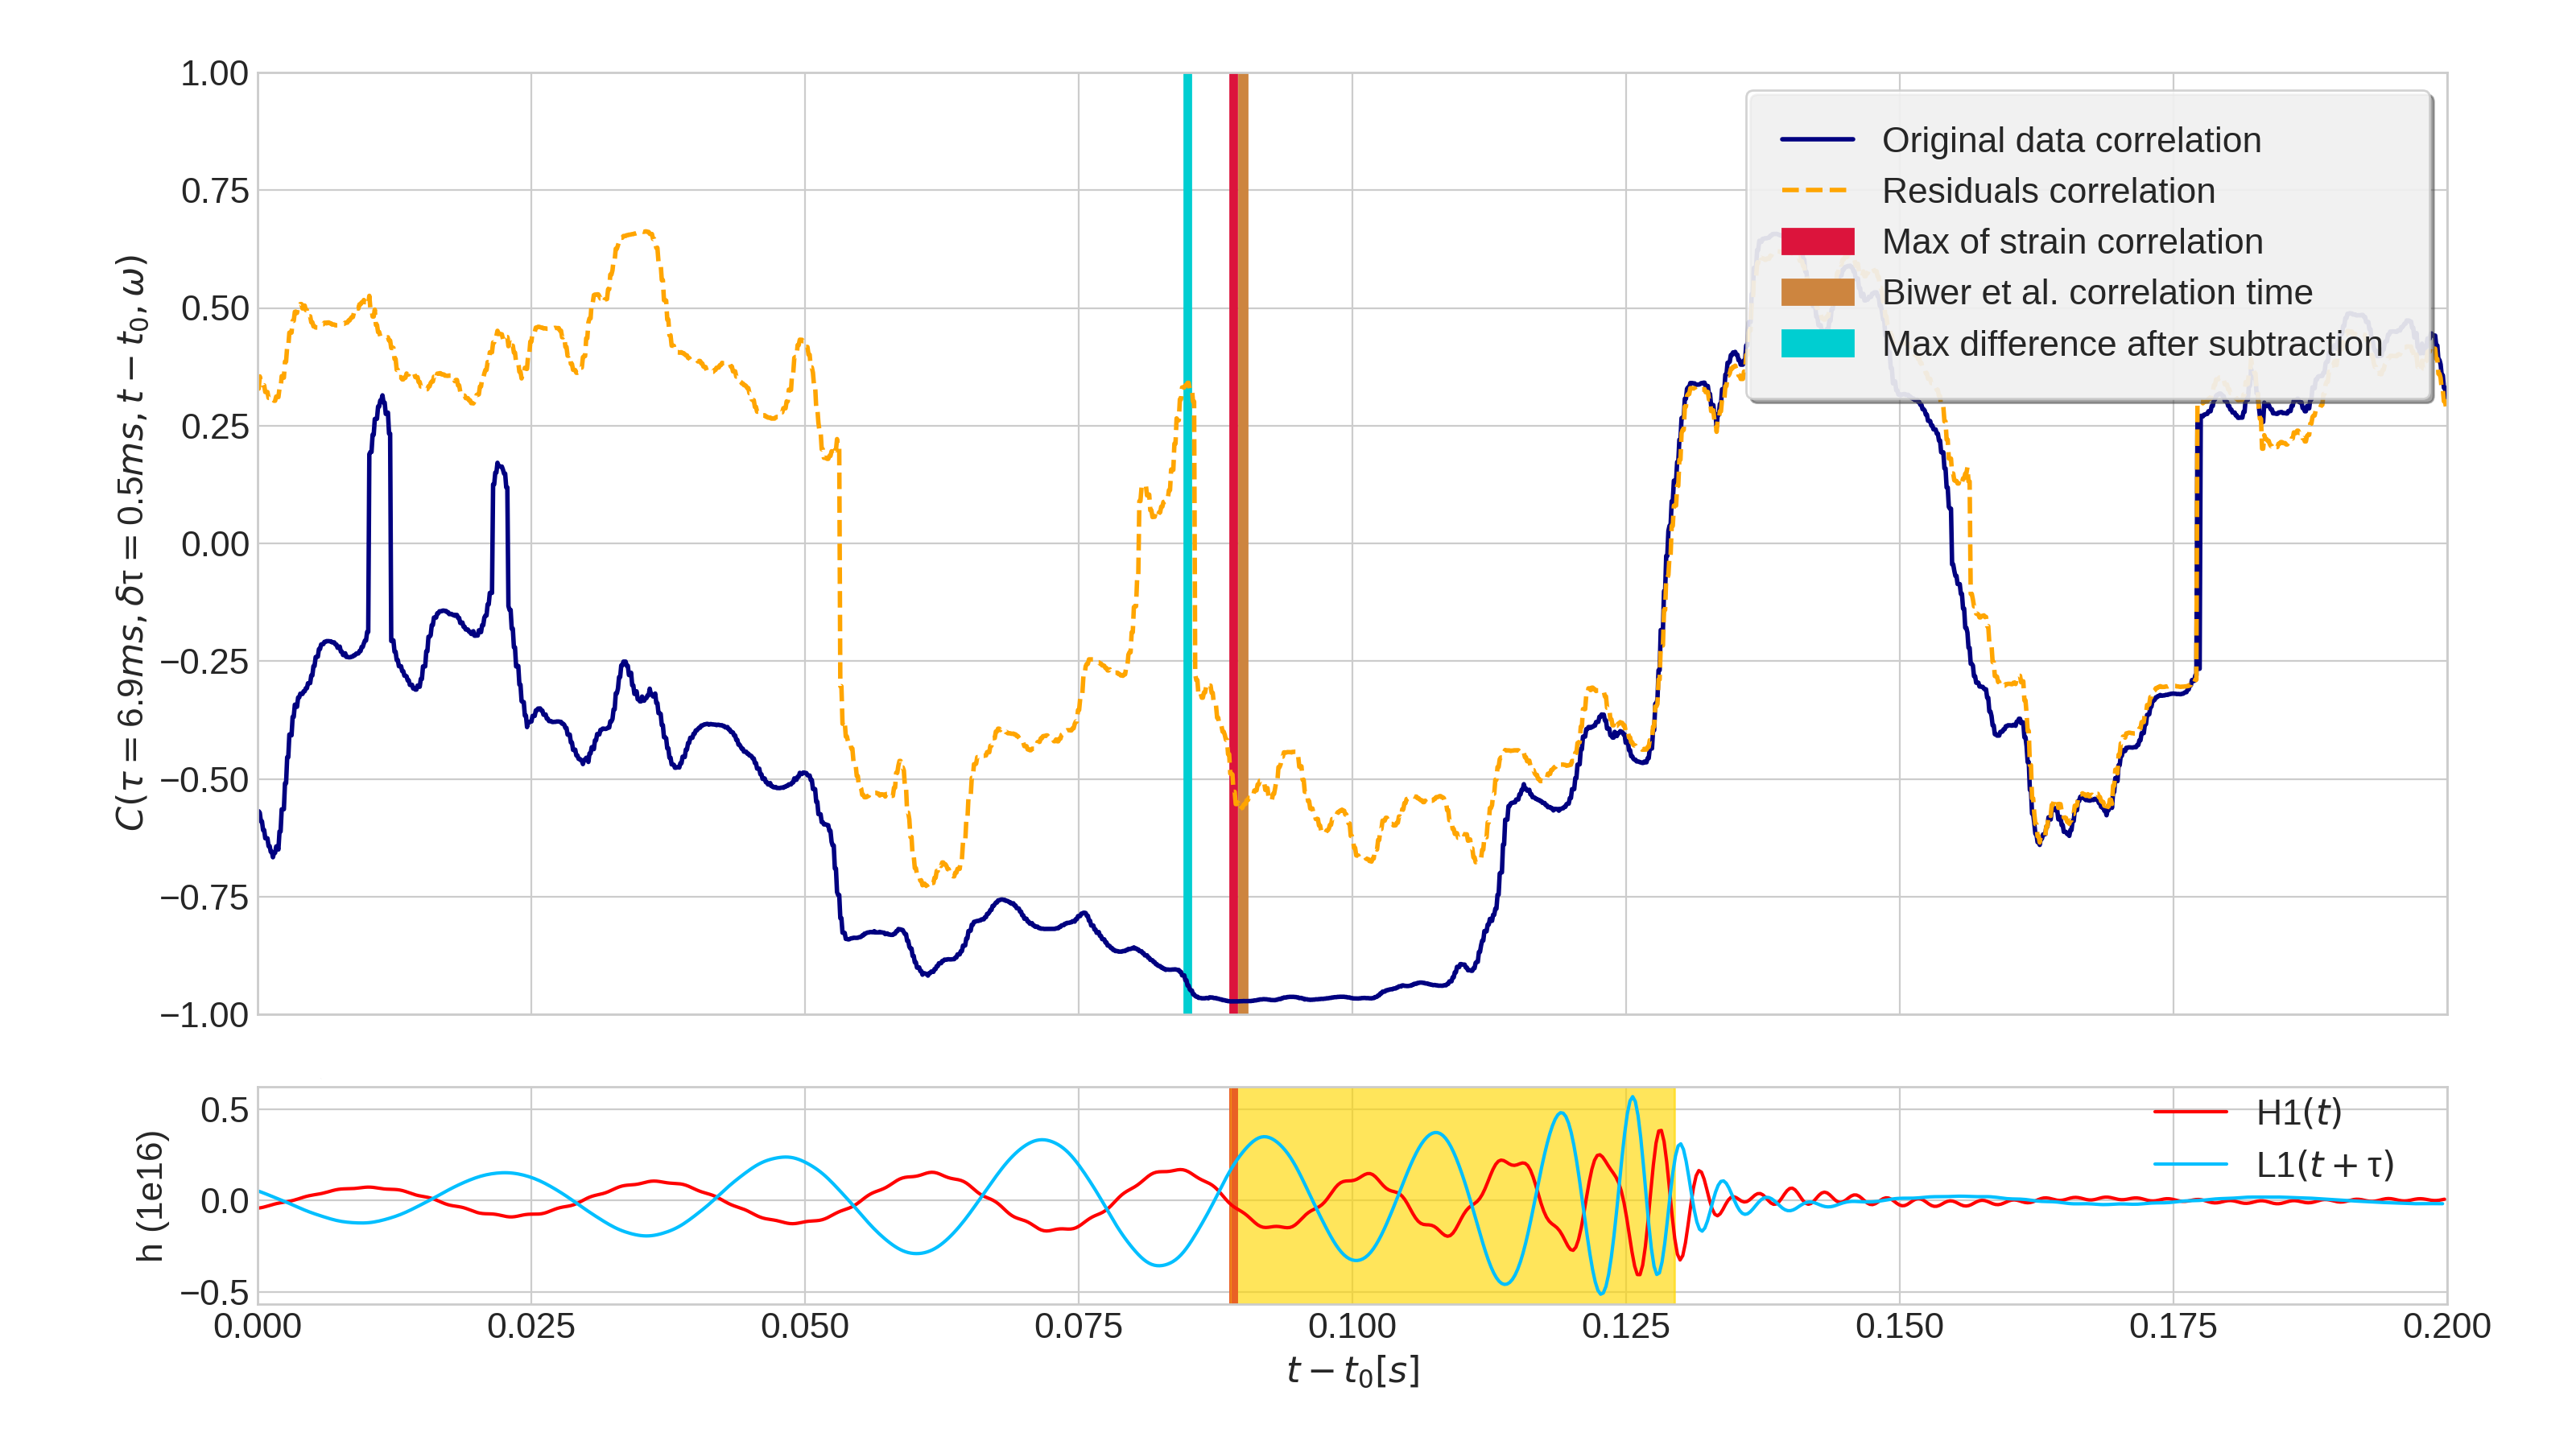 1.00
0.75
0.50
0.25
0.00
−0.25
−0.50
−0.75
−1.00
C(τ = 6.9ms, δτ = 0.5ms, t − t₀, ω)
Original data correlation
Residuals correlation
Max of strain correlation
Biwer et al. correlation time
Max difference after subtraction
0.5
0.0
−0.5
h (1e16)
H1(t)
L1(t + τ)
0.000 0.025 0.050 0.075 0.100 0.125 0.150 0.175 0.200
t − t₀[s]